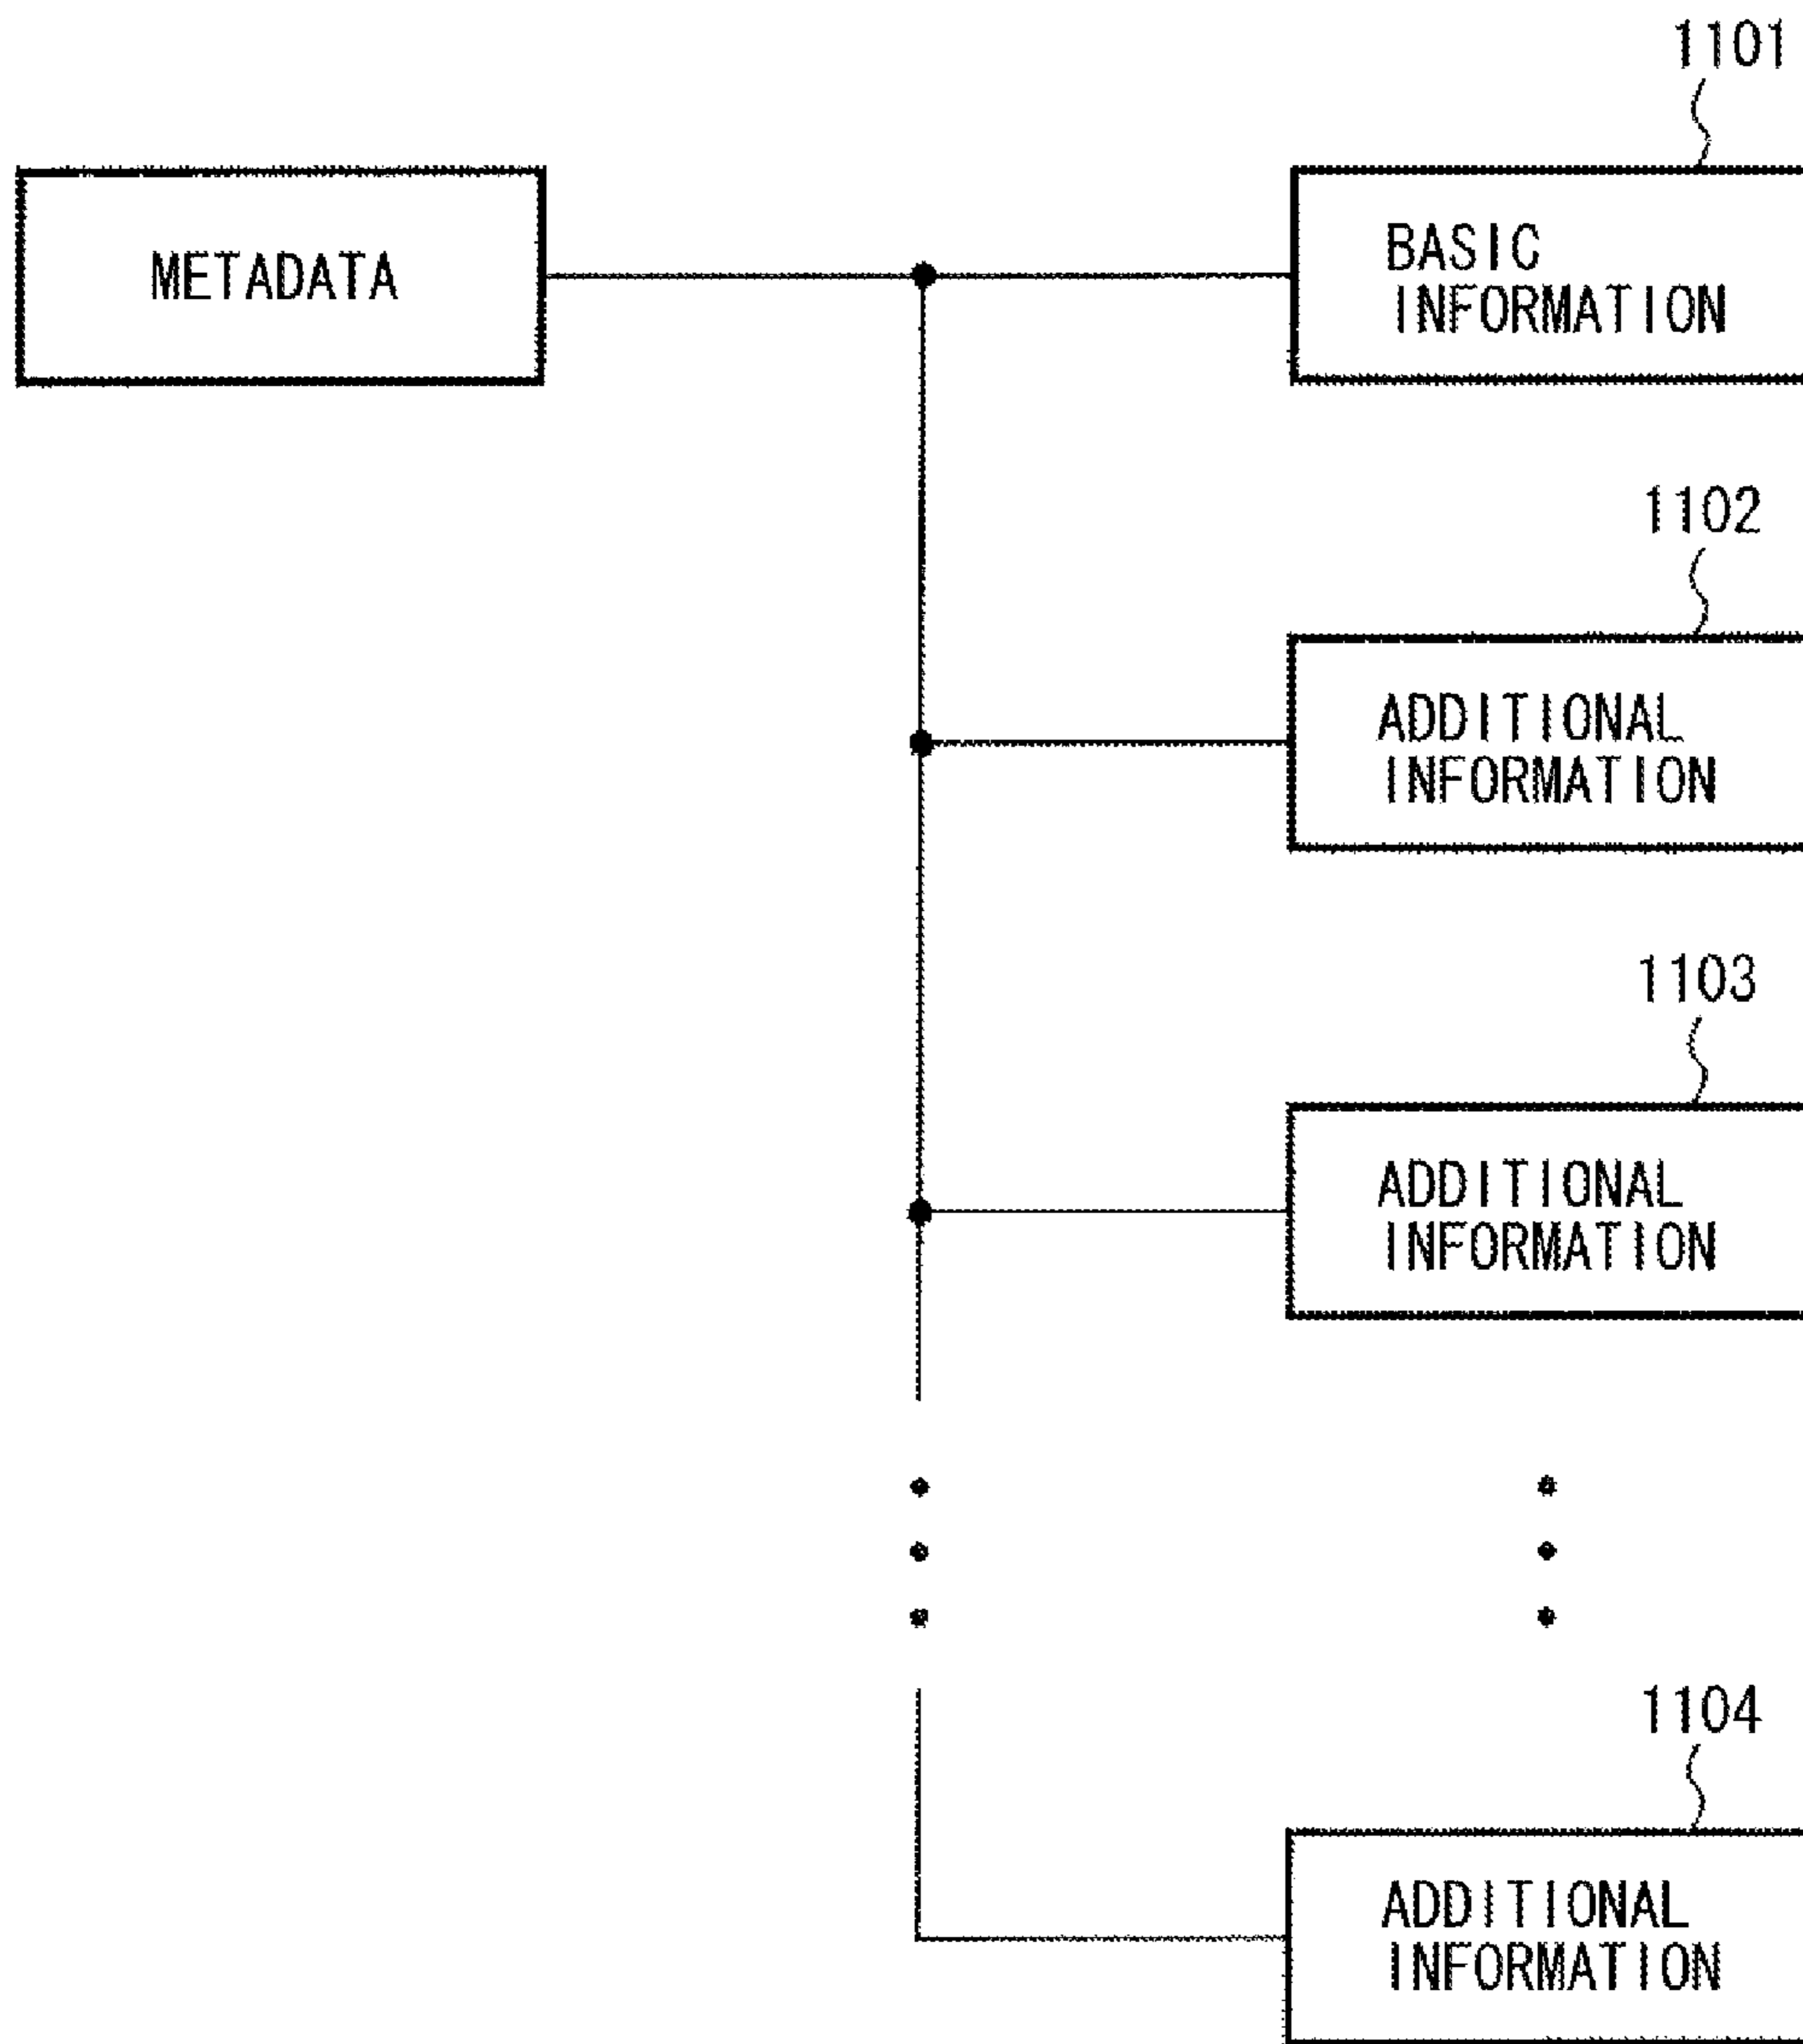 1101
METADATA
BASIC
INFORMATION
1102
ADDITIONAL
INFORMATION
1103
ADDITIONAL
INFORMATION
1104
ADDITIONAL
INFORMATION